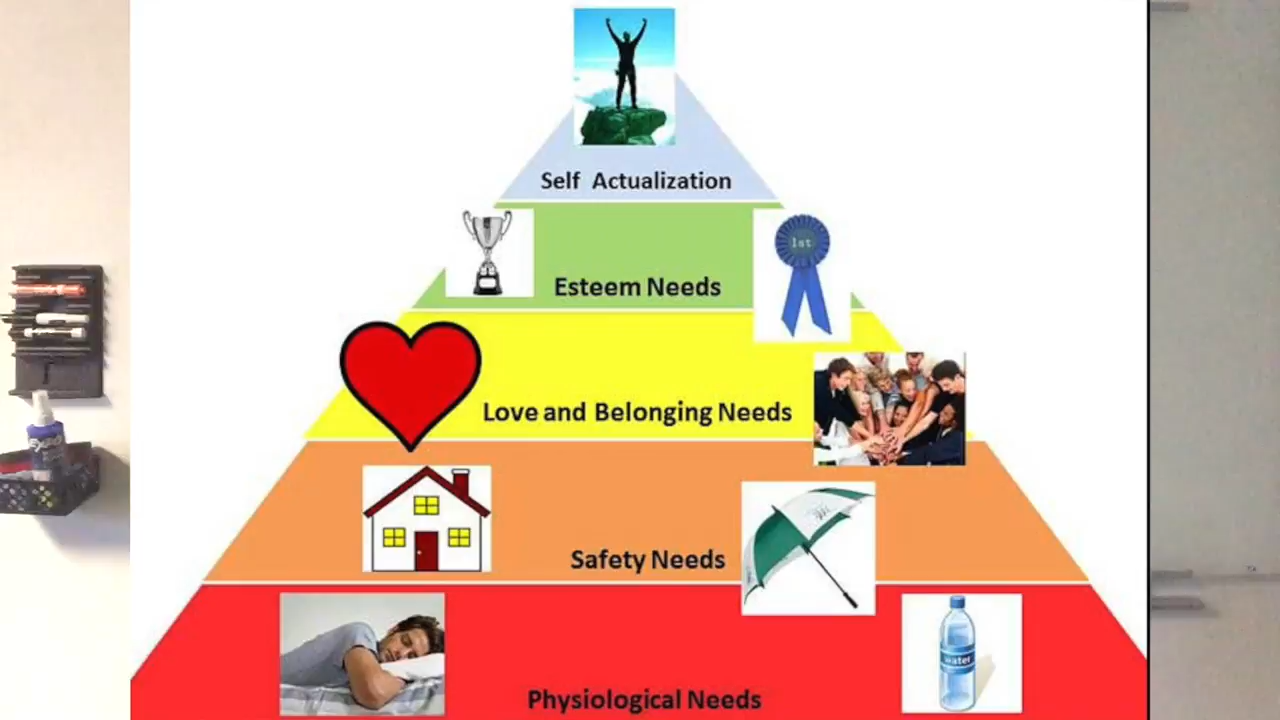 Self Actualization
1st
Esteem Needs
Love and Belonging Needs
Safety Needs
water
Physiological Needs